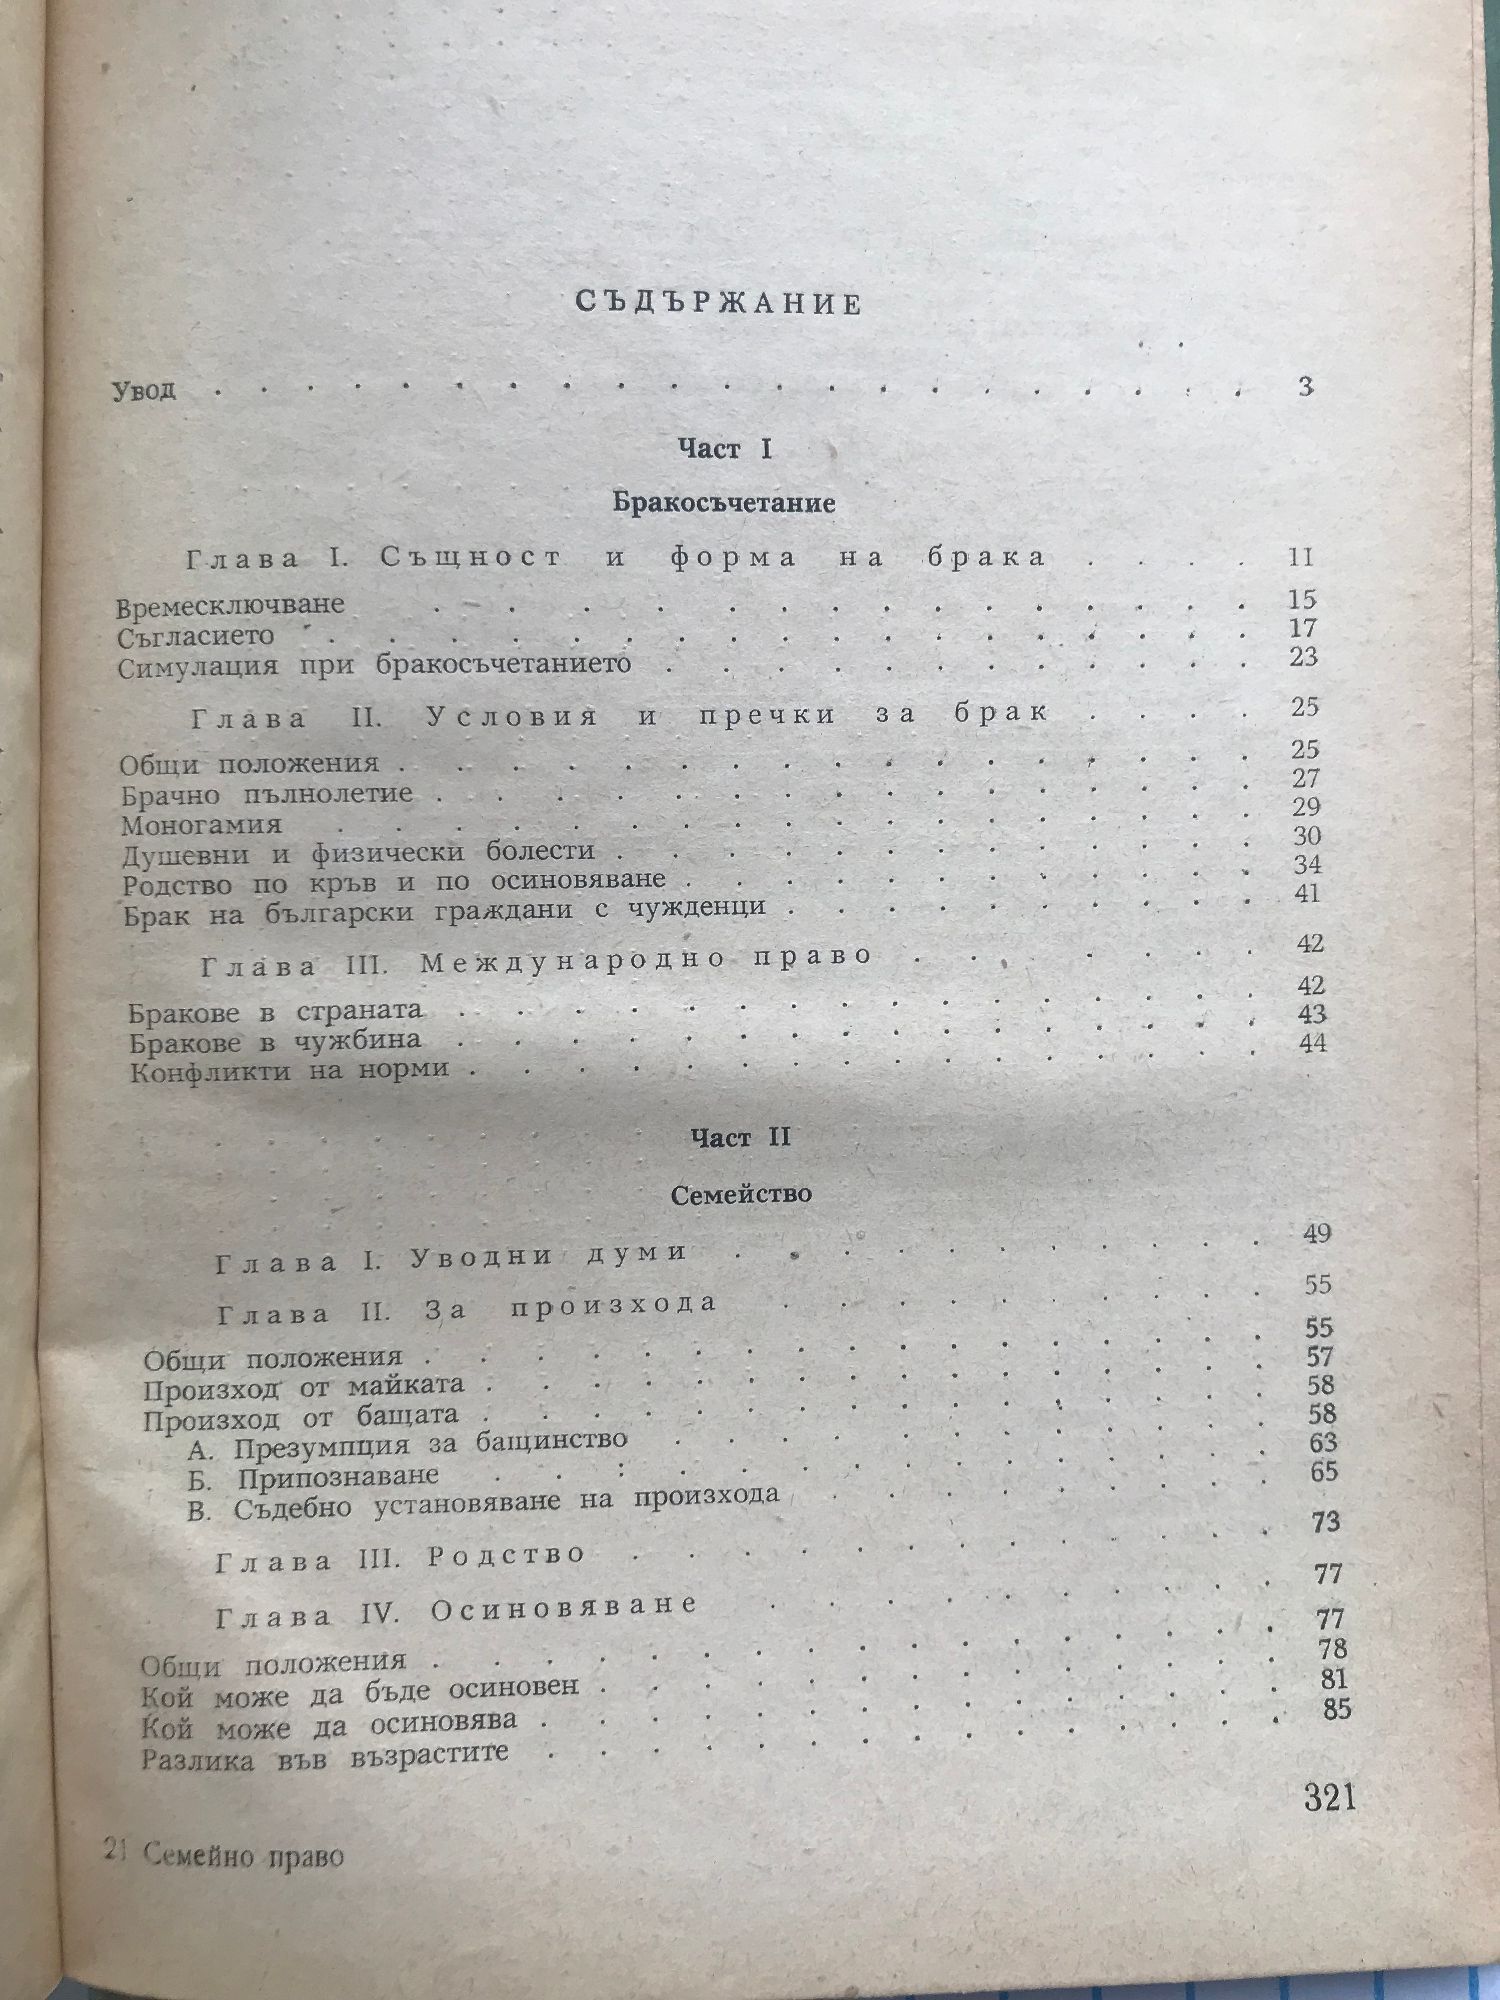 СЪДЪРЖАНИЕ
Увод . . . . . . . . . . . . . . . . . . . . 3
Част I
Бракосъчетание
Глава I. Същност и форма на брака . . . . 11
Времесключване . . . . . . . . . . . . . . 15
Съгласието . . . . . . . . . . . . . . . . 17
Симулация при бракосъчетанието . . . . . . . . . . . 23
Глава II. Условия и пречки за брак . . . . 25
Общи положения . . . . . . . . . . . . . . . . 25
Брачно пълнолетие . . . . . . . . . . . . . . . 27
Моногамия . . . . . . . . . . . . . . . . 29
Душевни и физически болести . . . . . . . . . . . . 30
Родство по кръв и по осиновяване . . . . . . . . . . . 34
Брак на български граждани с чужденци . . . . . . . . . 41
Глава III. Международно право . . . . . . . 42
Бракове в страната . . . . . . . . . . . . . . 42
Бракове в чужбина . . . . . . . . . . . . . . 43
Конфликти на норми . . . . . . . . . . . . . . 44
Част II
Семейство
Глава I. Уводни думи . . . . . . . . . . 49
Глава II. За произхода . . . . . . . . . 55
Общи положения . . . . . . . . . . . . . . . 55
Произход от майката . . . . . . . . . . . . . . 57
Произход от бащата . . . . . . . . . . . . . . 58
А. Презумпция за бащинство . . . . . . . . . . . 58
Б. Припознаване . . . . . . . . . . . . . . 63
В. Съдебно установяване на произхода . . . . . . . . 65
Глава III. Родство . . . . . . . . . . . . 73
Глава IV. Осиновяване . . . . . . . . . 77
Общи положения . . . . . . . . . . . . . . . 77
Кой може да бъде осиновен . . . . . . . . . . . . 78
Кой може да осиновява . . . . . . . . . . . . . 81
Разлика във възрастите . . . . . . . . . . . . . 85
321
21 Семейно право